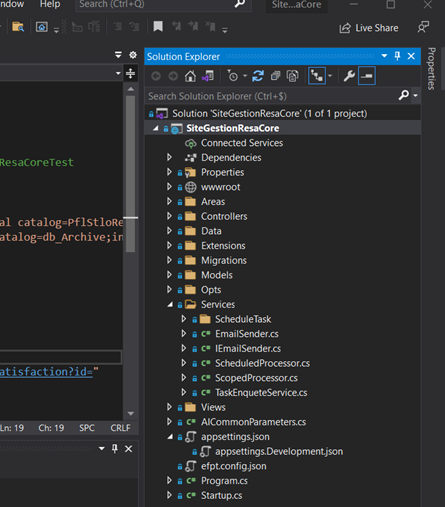 indow Help Search (Ctrl+Q) Site...aCore
Live Share
Solution Explorer
Search Solution Explorer (Ctrl+$)
Solution 'SiteGestionResaCore' (1 of 1 project)
SiteGestionResaCore
Connected Services
Dependencies
Properties
wwwroot
Areas
Controllers
Data
Extensions
Migrations
Models
Opts
Services
ScheduleTask
EmailSender.cs
IEmailSender.cs
ScheduledProcessor.cs
ScopedProcessor.cs
TaskEnqueteService.cs
Views
AICommonParameters.cs
appsettings.json
appsettings.Development.json
efpt.config.json
Program.cs
Startup.cs
Properties
ResaCoreTest
al catalog=PflStloRe
atalog=db_Archive;in
atisfaction?id="
Ln: 19 Ch: 19 SPC CRLF